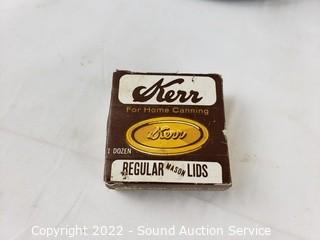 Kerr
For Home Canning
Kerr
1 DOZEN
REGULAR MASON LIDS
Copyright 2022 - Sound Auction Service